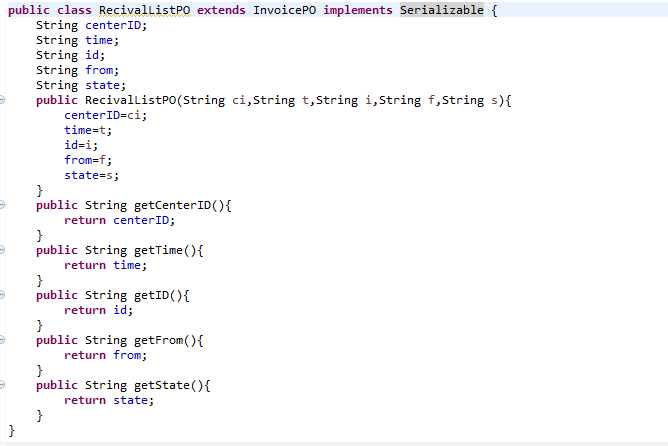 public class RecivalListPO extends InvoicePO implements Serializable {
    String centerID;
    String time;
    String id;
    String from;
    String state;
    public RecivalListPO(String ci,String t,String i,String f,String s){
        centerID=ci;
        time=t;
        id=i;
        from=f;
        state=s;
    }
    public String getCenterID(){
        return centerID;
    }
    public String getTime(){
        return time;
    }
    public String getID(){
        return id;
    }
    public String getFrom(){
        return from;
    }
    public String getState(){
        return state;
    }
}